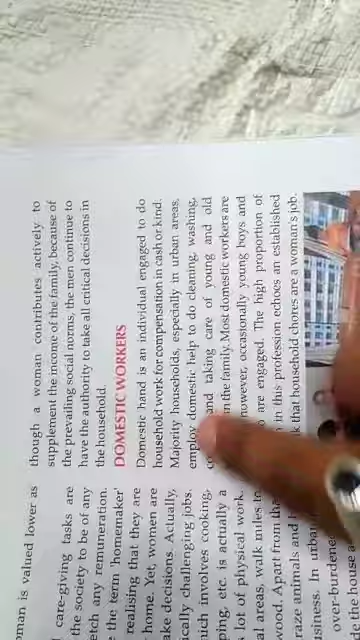 oman is valued lower as
care-giving tasks are
the society to be of any
etch any remuneration.
the term 'homemaker'
realising that they are
home. Yet, women are
ake decisions. Actually,
ically challenging jobs.
ich involves cooking,
ping, etc. is actually a
lot of physical work.
l areas, walk miles to
ood. Apart from
raze animals and
iness. In urban
over-burdened
the house a
though a woman contributes actively to
supplement the income of the family, because of
the prevailing social norms, the men continue to
have the authority to take all critical decisions in
the household.
DOMESTIC WORKERS
Domestic hand is an individual engaged to do
household work for compensation in cash or kind.
Majority households, especially in urban areas,
employ domestic help to do cleaning, washing,
and taking care of young and old
in the family. Most domestic workers are
however, occasionally young boys and
are engaged. The high proportion of
in this profession echoes an established
that household chores are a woman's job.